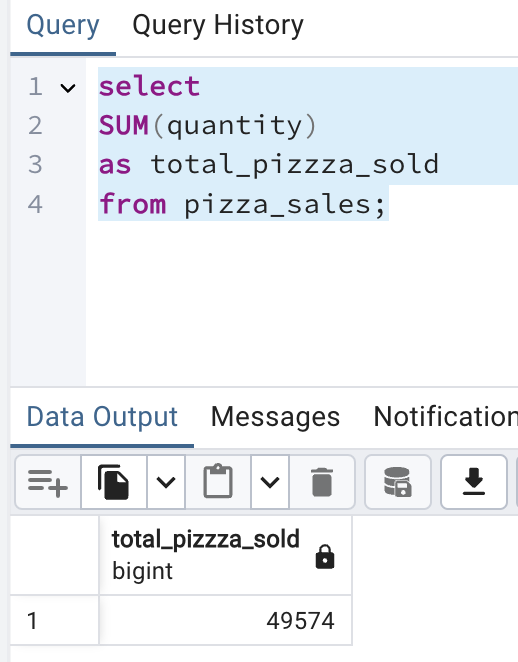 Query Query History
1 select
2 SUM(quantity)
3 as total_pizzza_sold
4 from pizza_sales;
Data Output Messages Notification
total_pizzza_sold
bigint
1 49574